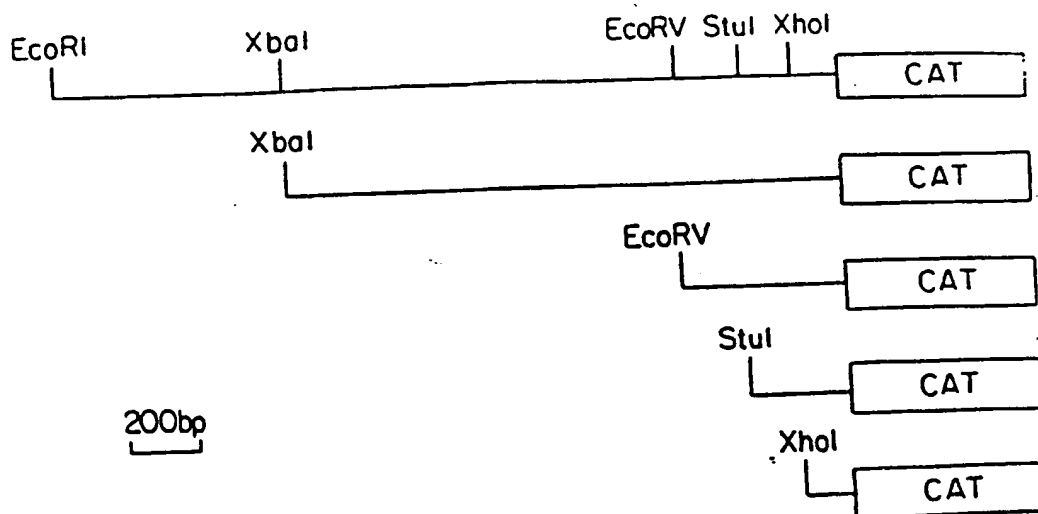 EcoRI XbaI EcoRV StuI XhoI
CAT
XbaI
CAT
EcoRV
CAT
StuI
CAT
200bp
XhoI
CAT